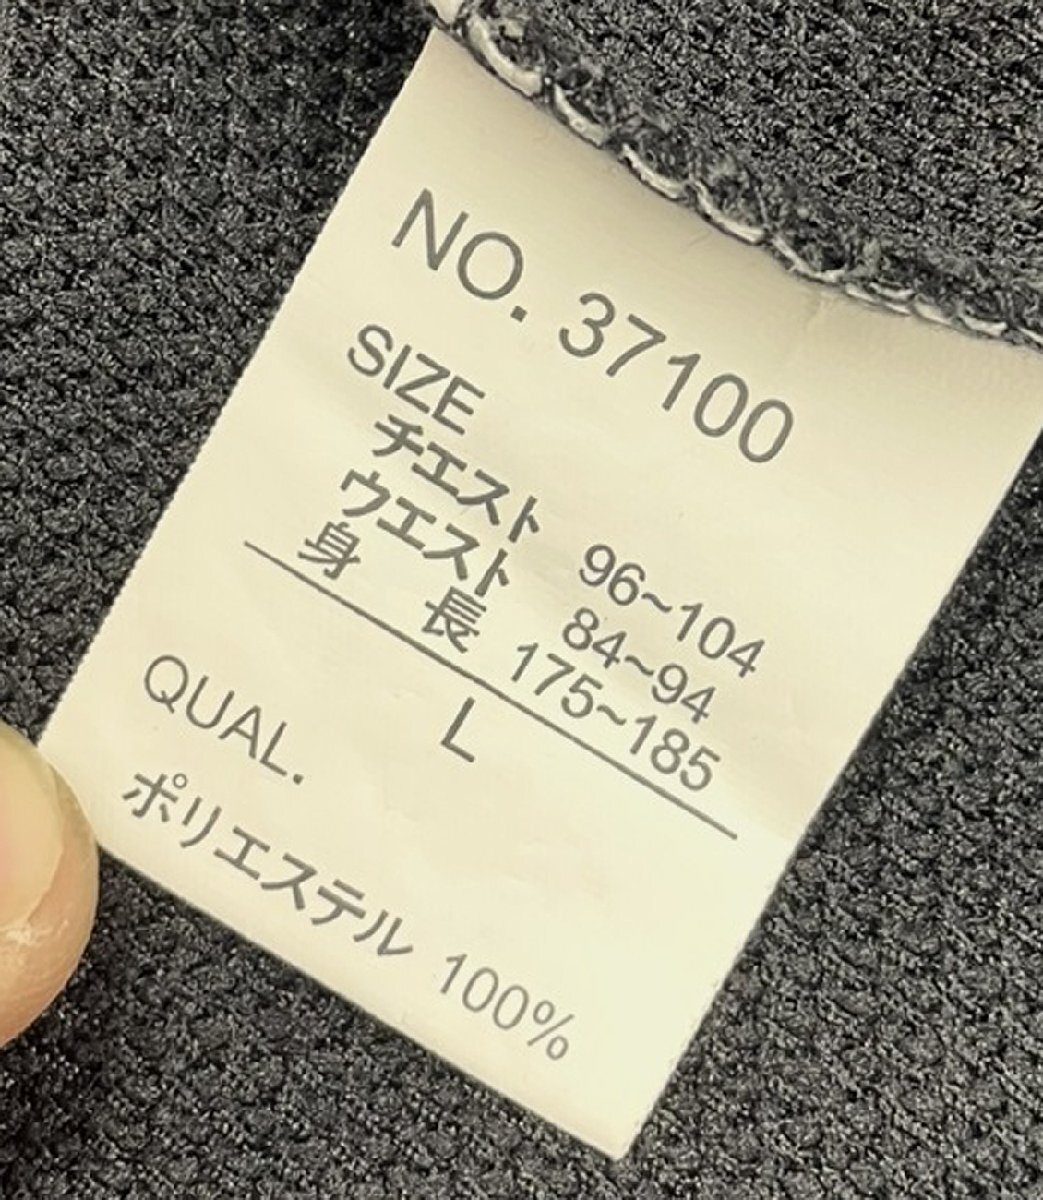 NO. 37100
SIZE
チエスト 96~104
ウエスト 84~94
身 長 175~185
L
QUAL.
ポリエステル 100%